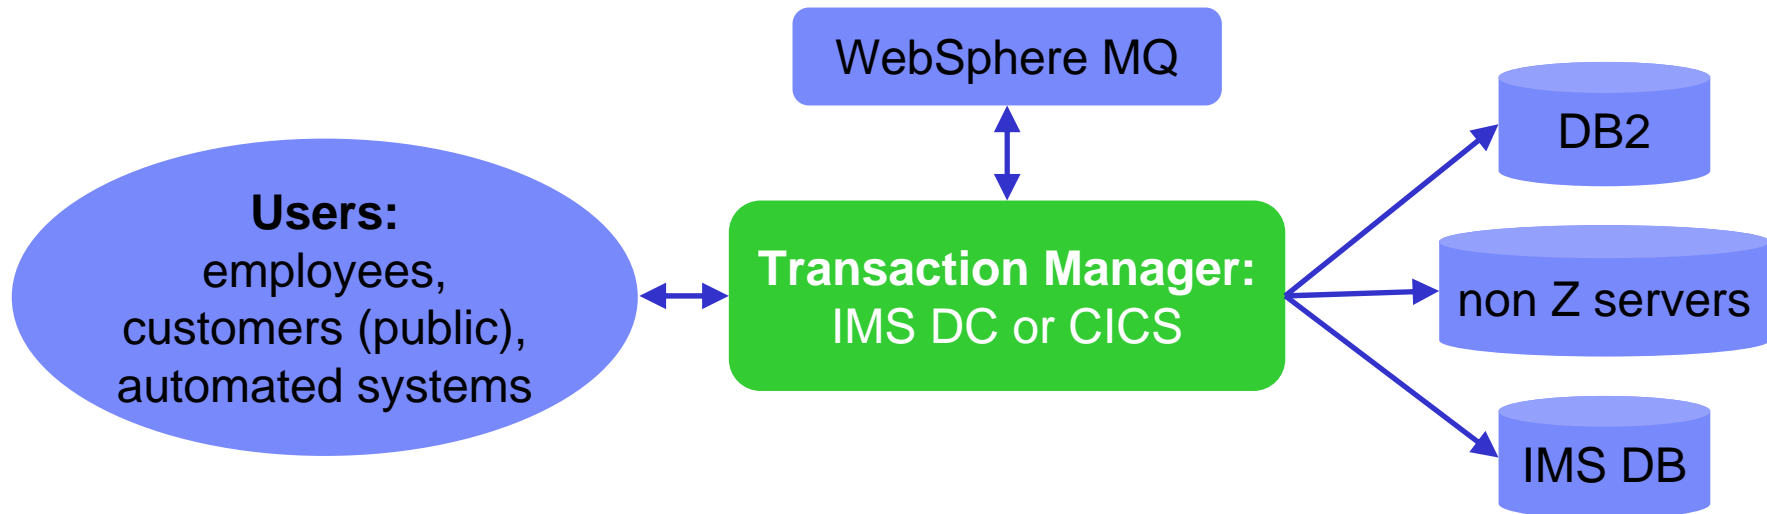 WebSphere MQ
Users:
employees,
customers (public),
automated systems
Transaction Manager:
IMS DC or CICS
DB2
non Z servers
IMS DB